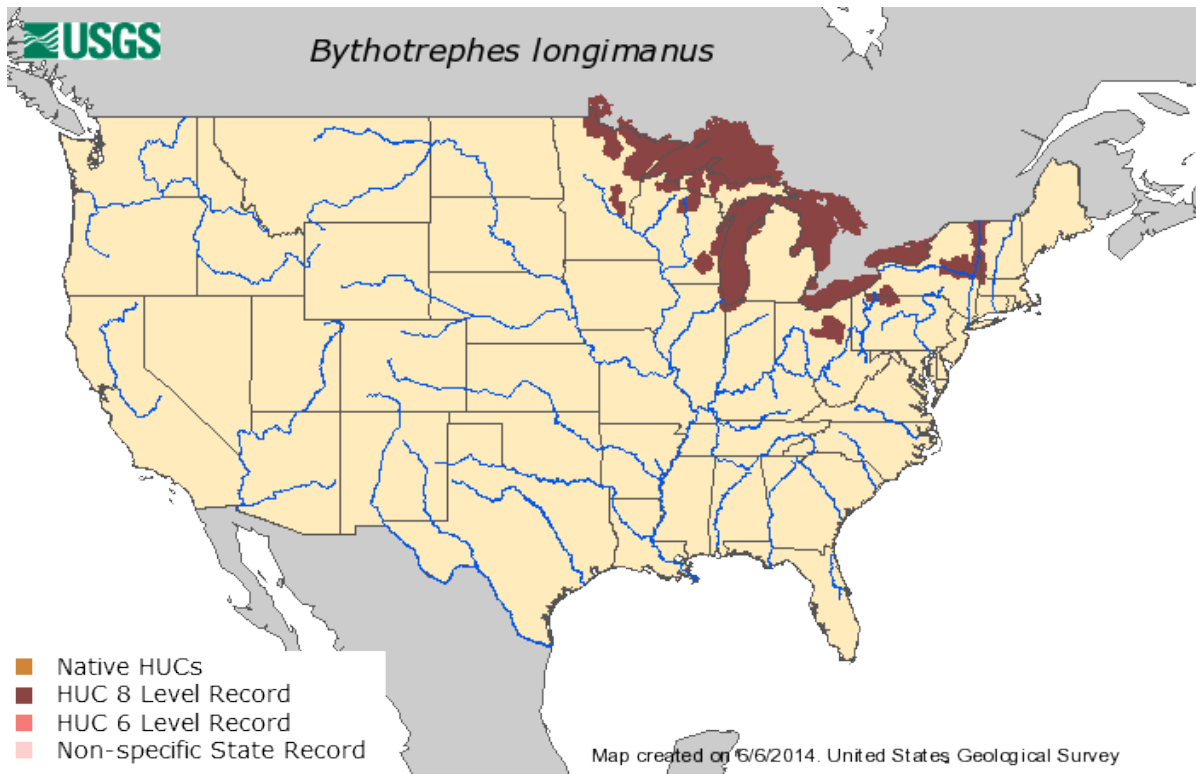 USGS
Bythotrephes longimanus
Native HUCs
HUC 8 Level Record
HUC 6 Level Record
Non-specific State Record
Map created on 6/6/2014. United States Geological Survey